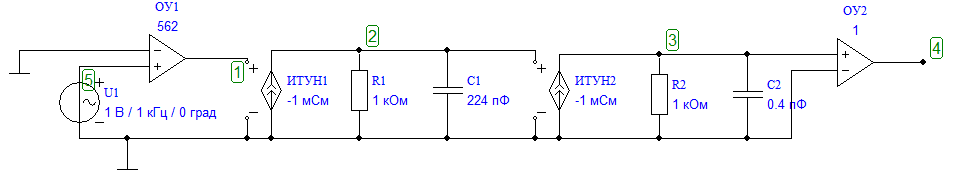 ОУ1
562
5
U1
1 В / 1 кГц / 0 град
1
ИТУН1
-1 мСм
2
R1
1 кОм
C1
224 пФ
ИТУН2
-1 мСм
3
R2
1 кОм
C2
0.4 пФ
ОУ2
1
4